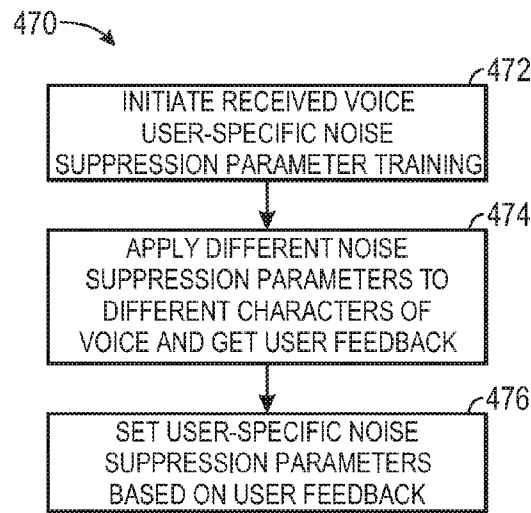 470
472
INITIATE RECEIVED VOICE
USER-SPECIFIC NOISE
SUPPRESSION PARAMETER TRAINING
474
APPLY DIFFERENT NOISE
SUPPRESSION PARAMETERS TO
DIFFERENT CHARACTERS OF
VOICE AND GET USER FEEDBACK
476
SET USER-SPECIFIC NOISE
SUPPRESSION PARAMETERS
BASED ON USER FEEDBACK